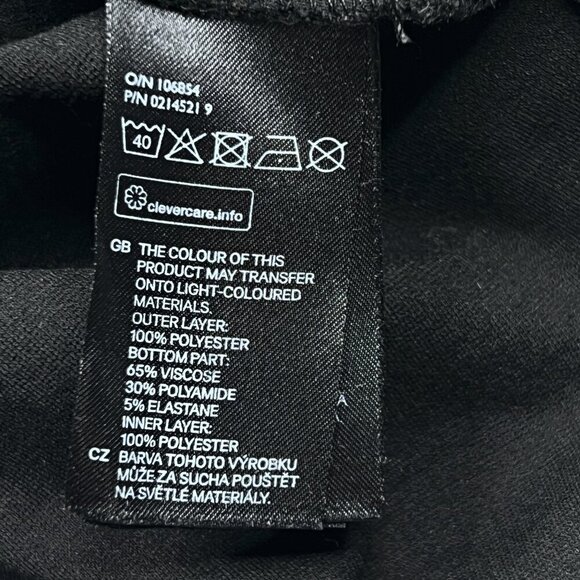 O/N 106854
P/N 0214521 9
40
clevercare.info
GB THE COLOUR OF THIS
PRODUCT MAY TRANSFER
ONTO LIGHT-COLOURED
MATERIALS.
OUTER LAYER:
100% POLYESTER
BOTTOM PART:
65% VISCOSE
30% POLYAMIDE
5% ELASTANE
INNER LAYER:
100% POLYESTER
CZ BARVA TOHOTO VÝROBKU
MŮŽE ZA SUCHA POUŠTĚT
NA SVĚTLÉ MATERIÁLY.
A